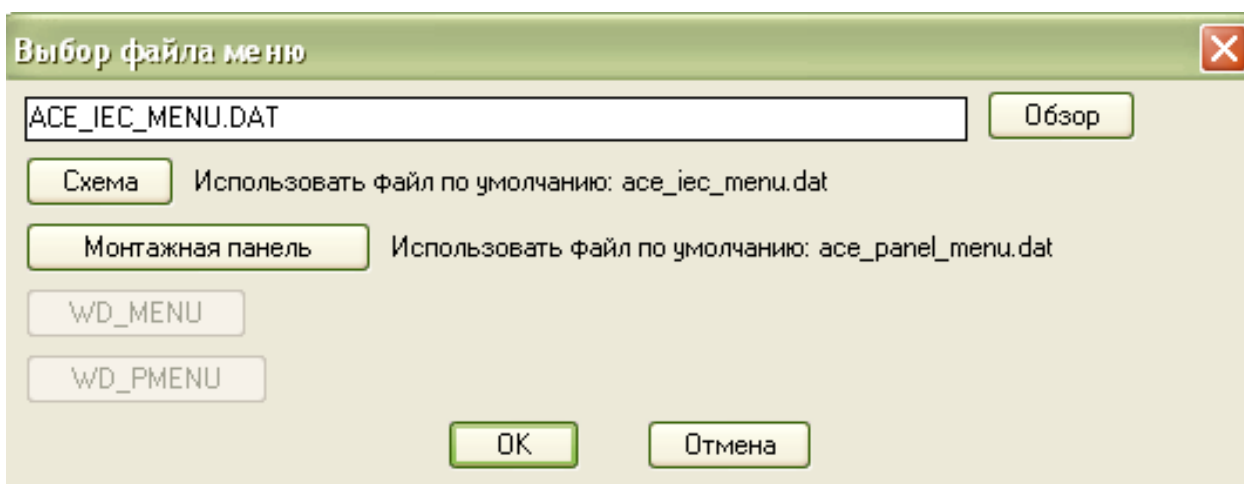 Выбор файла меню
ACE_IEC_MENU.DAT Обзор
Схема Использовать файл по умолчанию: ace_iec_menu.dat
Монтажная панель Использовать файл по умолчанию: ace_panel_menu.dat
WD_MENU
WD_PMENU
OK Отмена